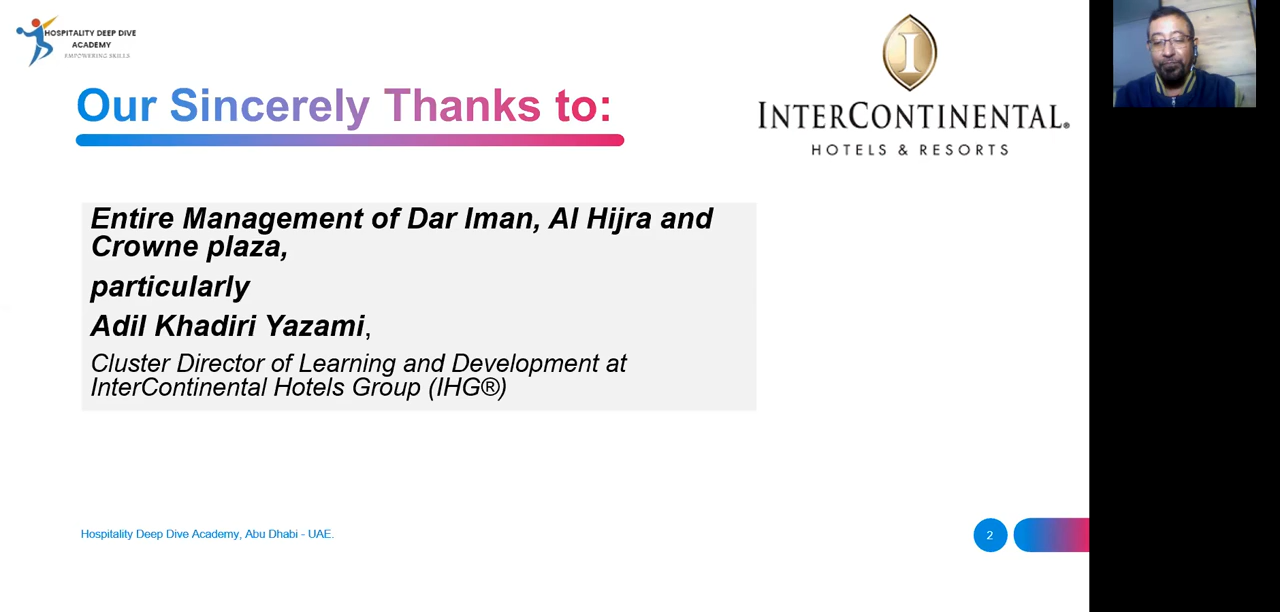 HOSPITALITY DEEP DIVE
ACADEMY
EMPOWERING SKILLS
Our Sincerely Thanks to:
I
INTERCONTINENTAL®
HOTELS & RESORTS
Entire Management of Dar Iman, Al Hijra and
Crowne plaza,
particularly
Adil Khadiri Yazami,
Cluster Director of Learning and Development at
InterContinental Hotels Group (IHG®)
Hospitality Deep Dive Academy, Abu Dhabi - UAE.
2